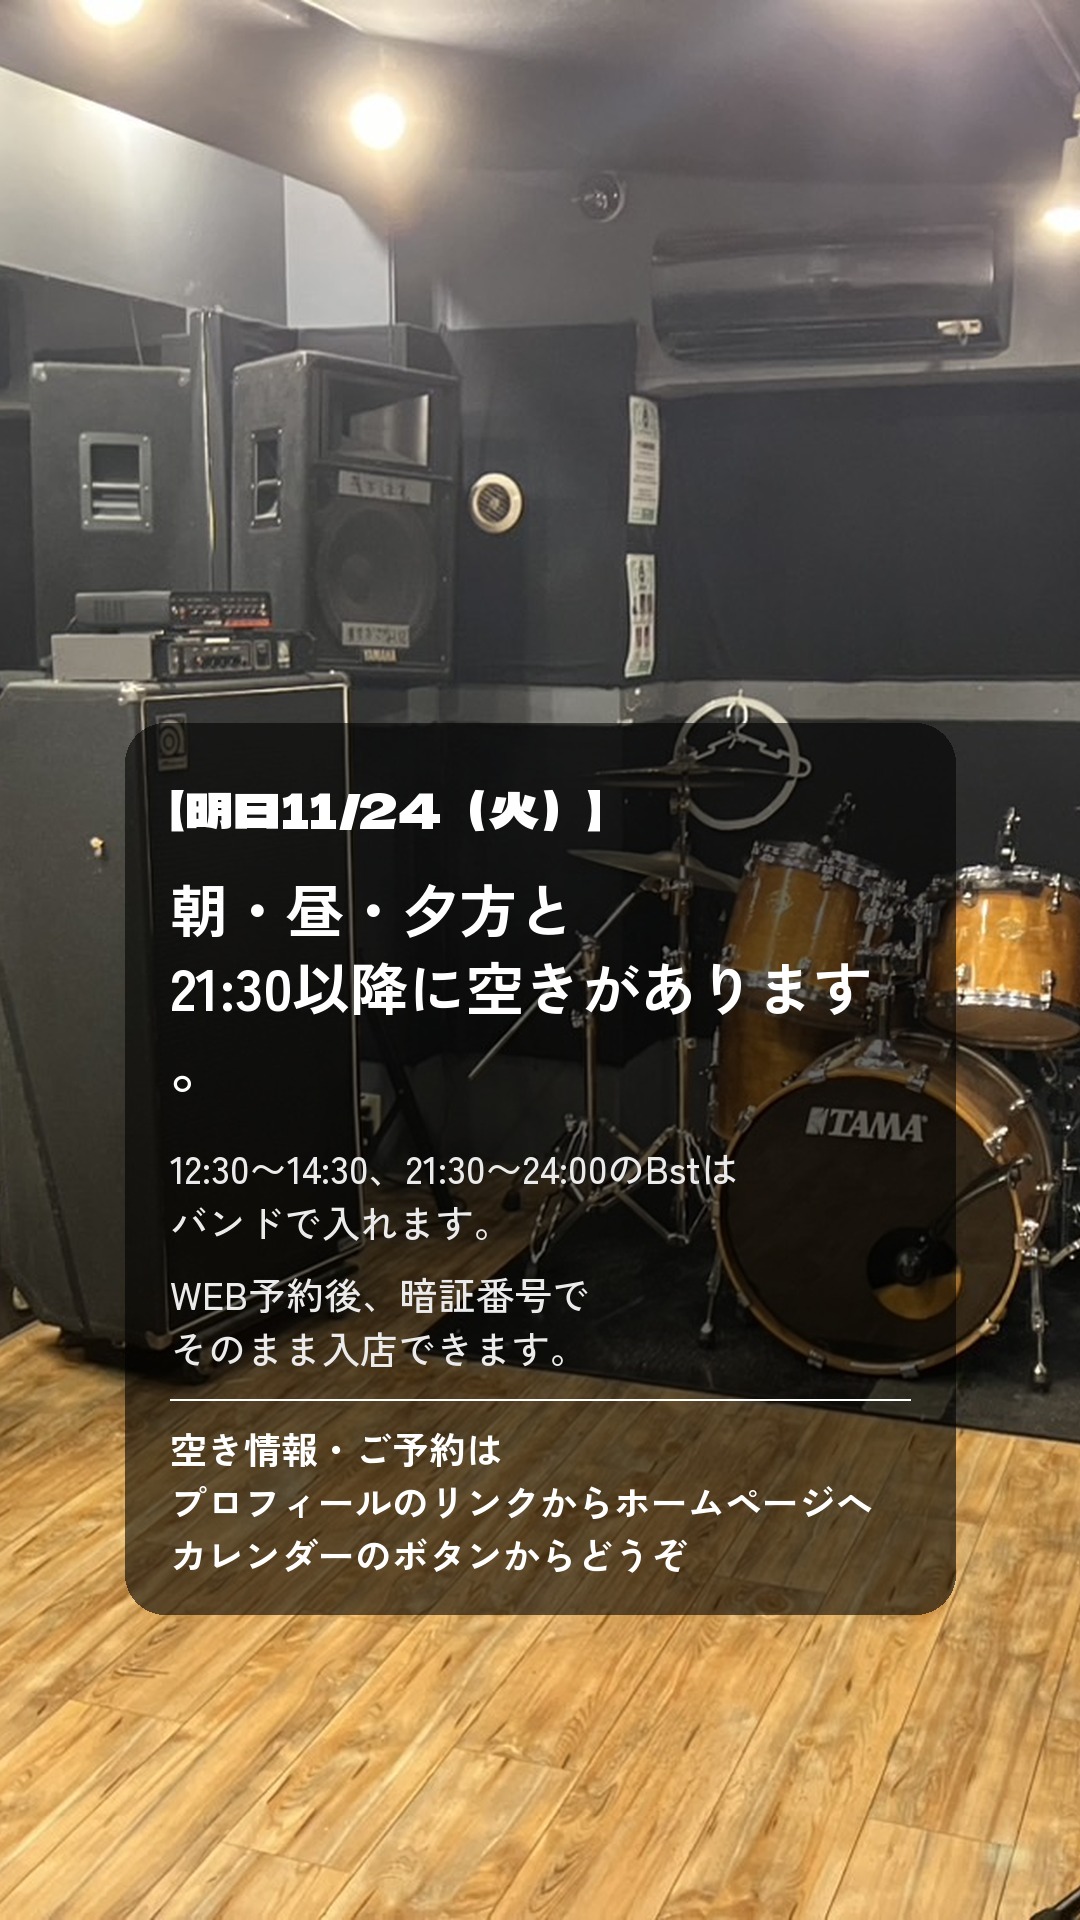 YAMAHA
【明日11/24（火）】
朝・昼・夕方と
21:30以降に空きがあります
。
TAMA
12:30〜14:30、21:30〜24:00のBstは
バンドで入れます。
WEB予約後、暗証番号で
そのまま入店できます。
空き情報・ご予約は
プロフィールのリンクからホームページへ
カレンダーのボタンからどうぞ